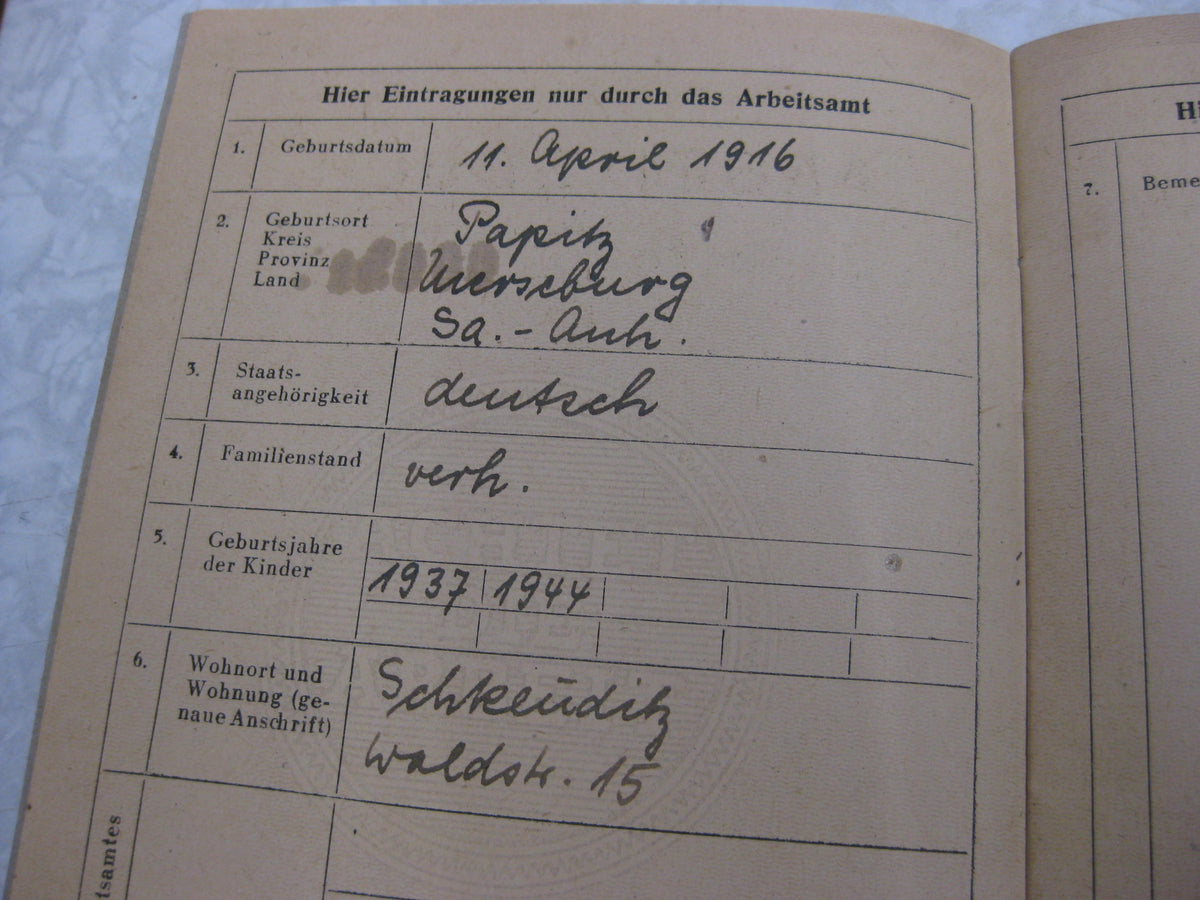 Hier Eintragungen nur durch das Arbeitsamt
1. Geburtsdatum 11. April 1916
2. Geburtsort Papitz
Kreis
Provinz Merseburg
Land
Sa.-Anh.
3. Staats-
angehörigkeit deutsch
4. Familienstand verh.
5. Geburtsjahre
der Kinder 1937 1944
6. Wohnort und Schkeuditz
Wohnung (ge-
naue Anschrift) Waldstr. 15
tsamtes
H
7. Beme